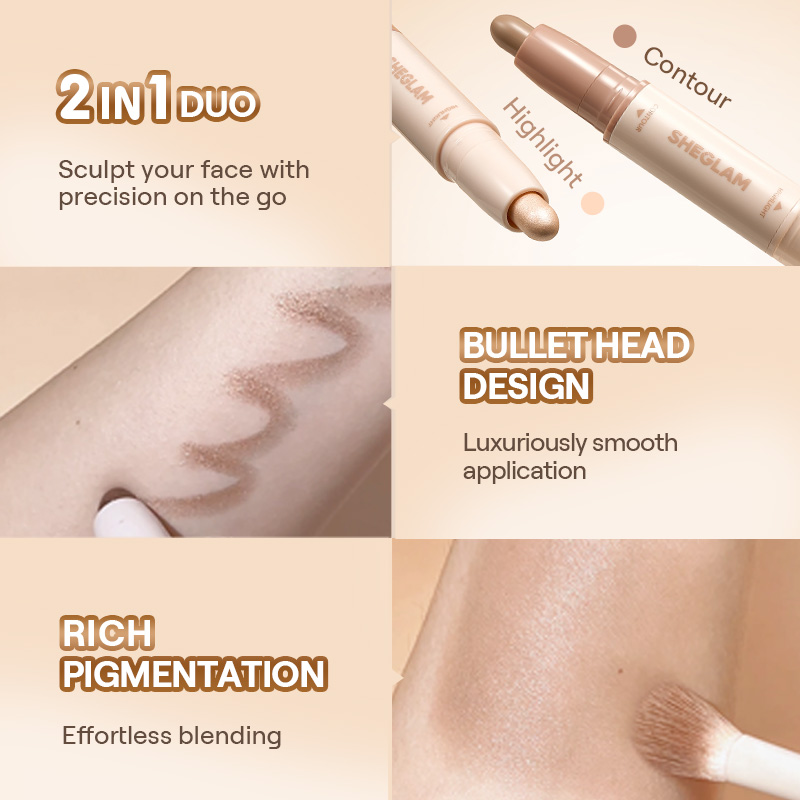 2 IN 1 DUO
Sculpt your face with
precision on the go
SHEGLAM
Highlight
Contour
CONTOUR
SHEGLAM
BULLET HEAD
DESIGN
Luxuriously smooth
application
RICH
PIGMENTATION
Effortless blending